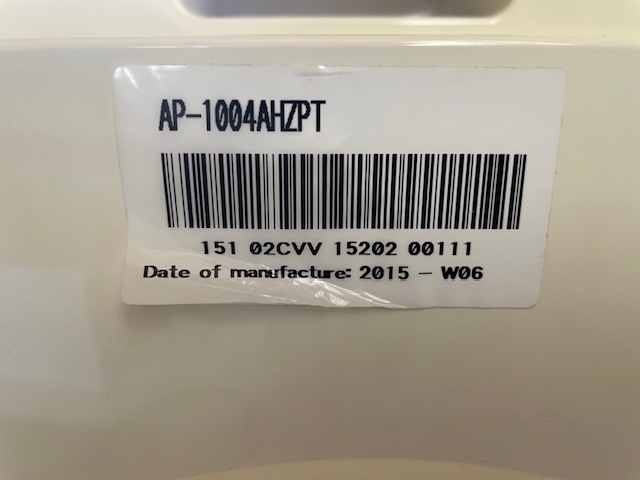 AP-1004AHZPT
151 02CVV 15202 00111
Date of manufacture: 2015 - W06